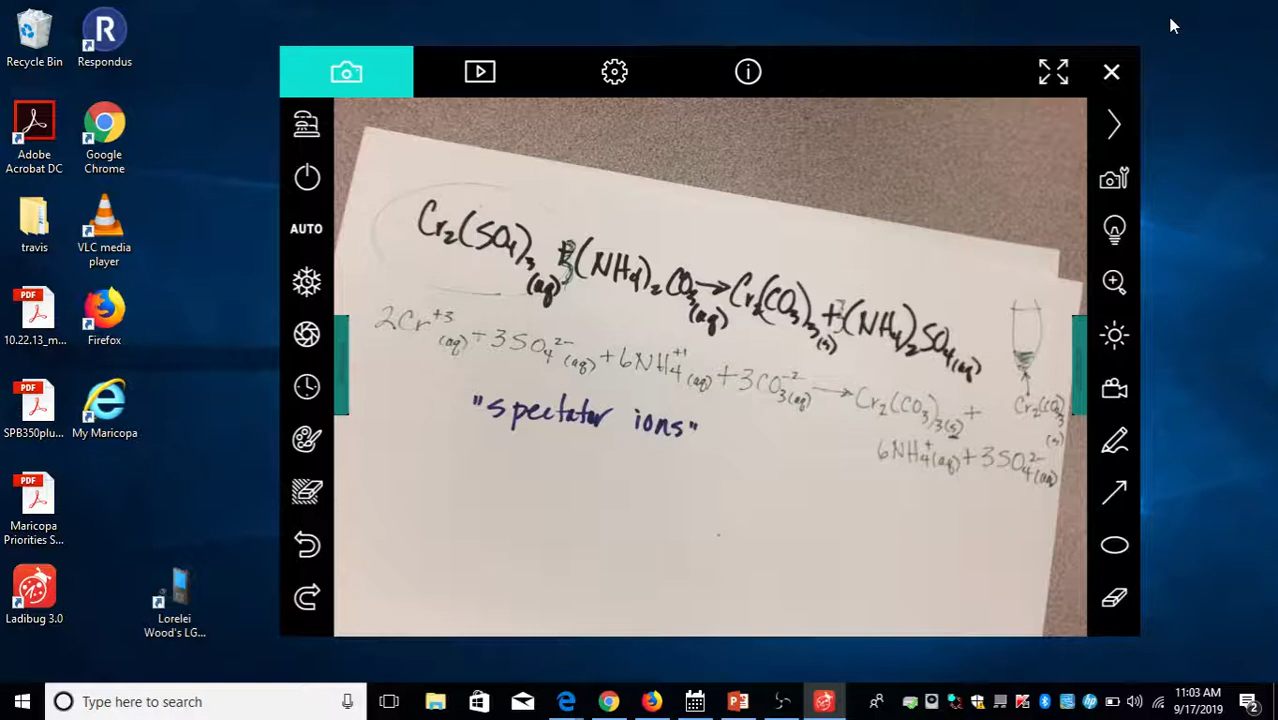 Recycle Bin
Respondus
Adobe Acrobat DC
Google Chrome
travis
VLC media player
10.22.13_m...
Firefox
SPB350plu...
My Maricopa
Maricopa Priorities S...
Ladibug 3.0
Lorelei Wood's LG...
AUTO
Cr₂(SO₄)₃(aq) + 3(NH₄)₂CO₃(aq) → Cr₂(CO₃)₃(s) + 3(NH₄)₂SO₄(aq)
2Cr⁺³(aq) + 3SO₄²⁻(aq) + 6NH₄⁺¹(aq) + 3CO₃⁻²(aq) → Cr₂(CO₃)₃(s) +
6NH₄⁺(aq) + 3SO₄²⁻(aq)
Cr₂(CO₃)₃
(s)
"spectator ions"
Type here to search
11:03 AM
9/17/2019
2